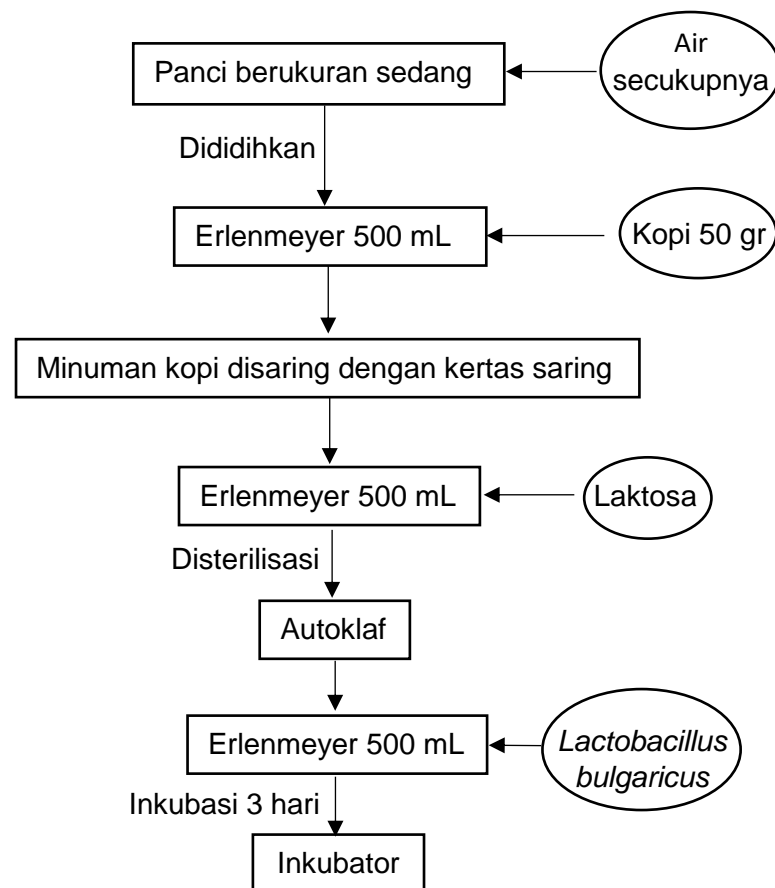 Air
secukupnya
Panci berukuran sedang
Dididihkan
Erlenmeyer 500 mL
Kopi 50 gr
Minuman kopi disaring dengan kertas saring
Erlenmeyer 500 mL
Laktosa
Disterilisasi
Autoklaf
Erlenmeyer 500 mL
Lactobacillus
bulgaricus
Inkubasi 3 hari
Inkubator